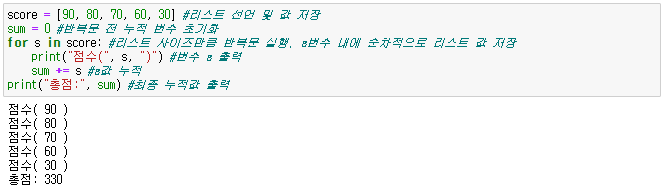 score = [90, 80, 70, 60, 30] #리스트 선언 및 값 저장
sum = 0 #반복문 전 누적 변수 초기화
for s in score: #리스트 사이즈만큼 반복문 실행. s변수 내에 순차적으로 리스트 값 저장
    print("점수(", s, ")") #변수 s 출력
    sum += s #s값 누적
print("총점:", sum) #최종 누적값 출력
점수( 90 )
점수( 80 )
점수( 70 )
점수( 60 )
점수( 30 )
총점: 330